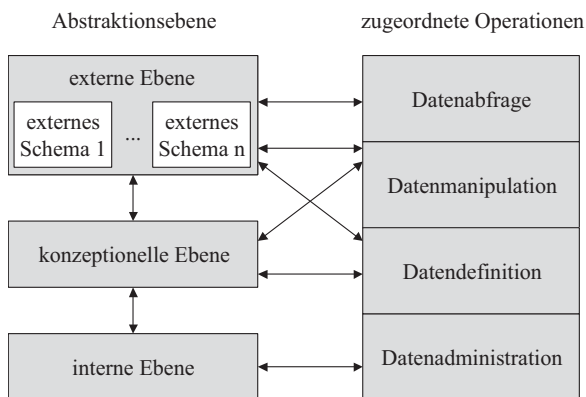 Abstraktionsebene
zugeordnete Operationen
externe Ebene
externes
Schema 1
...
externes
Schema n
konzeptionelle Ebene
interne Ebene
Datenabfrage
Datenmanipulation
Datendefinition
Datenadministration